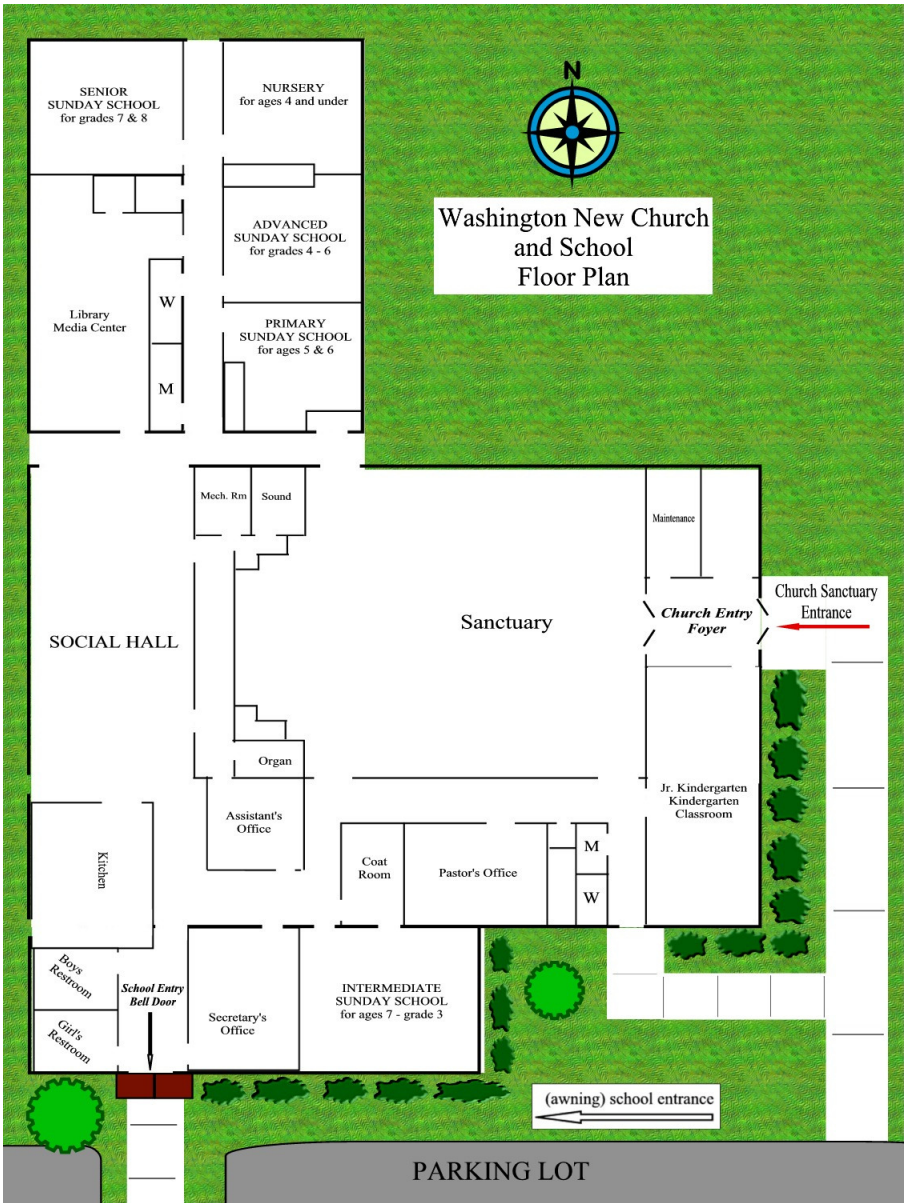 SENIOR
SUNDAY SCHOOL
for grades 7 & 8
NURSERY
for ages 4 and under
N
Washington New Church
and School
Floor Plan
ADVANCED
SUNDAY SCHOOL
for grades 4 - 6
Library
Media Center
W
M
PRIMARY
SUNDAY SCHOOL
for ages 5 & 6
Mech. Rm
Sound
Maintenance
SOCIAL HALL
Sanctuary
Church Entry
Foyer
Church Sanctuary
Entrance
Organ
Assistant's
Office
Jr. Kindergarten
Kindergarten
Classroom
Kitchen
Coat
Room
Pastor's Office
M
W
Boys
Restroom
Girl's
Restroom
School Entry
Bell Door
Secretary's
Office
INTERMEDIATE
SUNDAY SCHOOL
for ages 7 - grade 3
(awning) school entrance
PARKING LOT